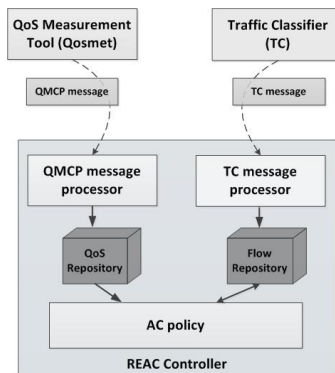 QoS Measurement
Tool (Qosmet)
Traffic Classifier
(TC)
QMCP message
TC message
QMCP message
processor
TC message
processor
QoS
Repository
Flow
Repository
AC policy
REAC Controller